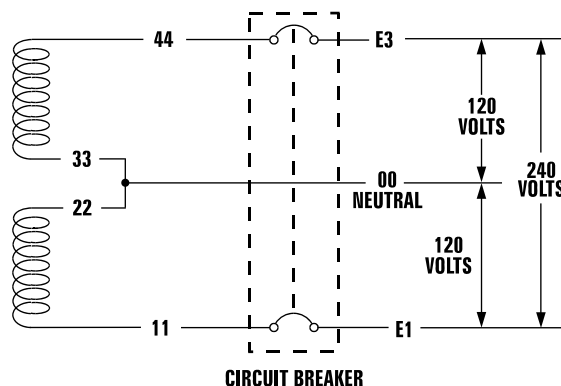 44
E3
120
VOLTS
33
00
NEUTRAL
240
VOLTS
22
120
VOLTS
11
E1
CIRCUIT BREAKER